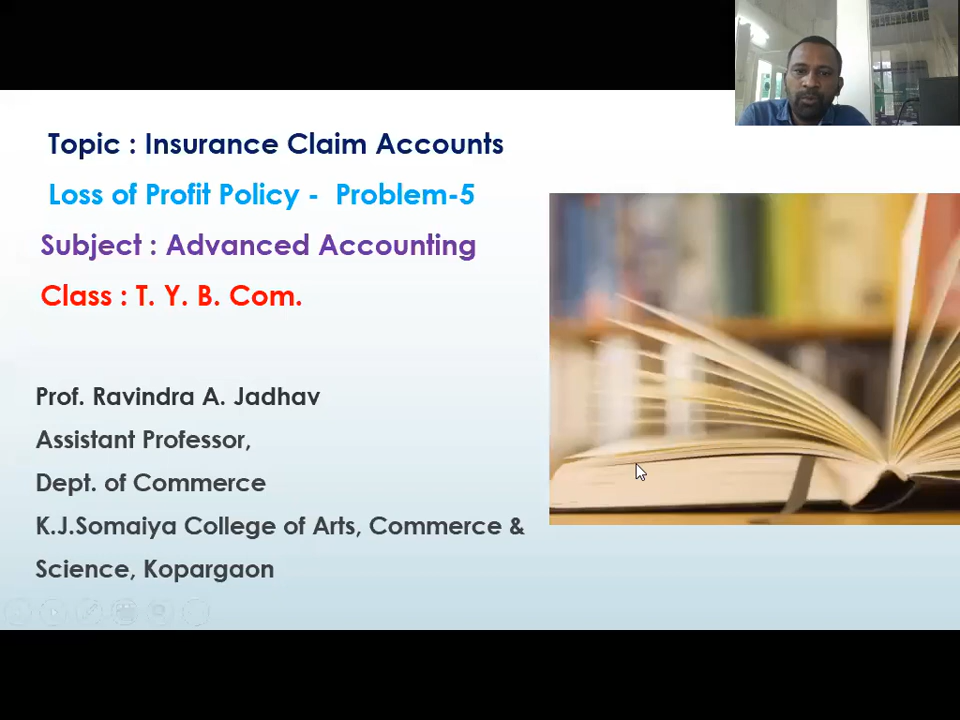 Topic : Insurance Claim Accounts
Loss of Profit Policy - Problem-5
Subject : Advanced Accounting
Class : T. Y. B. Com.
Prof. Ravindra A. Jadhav
Assistant Professor,
Dept. of Commerce
K.J.Somaiya College of Arts, Commerce &
Science, Kopargaon